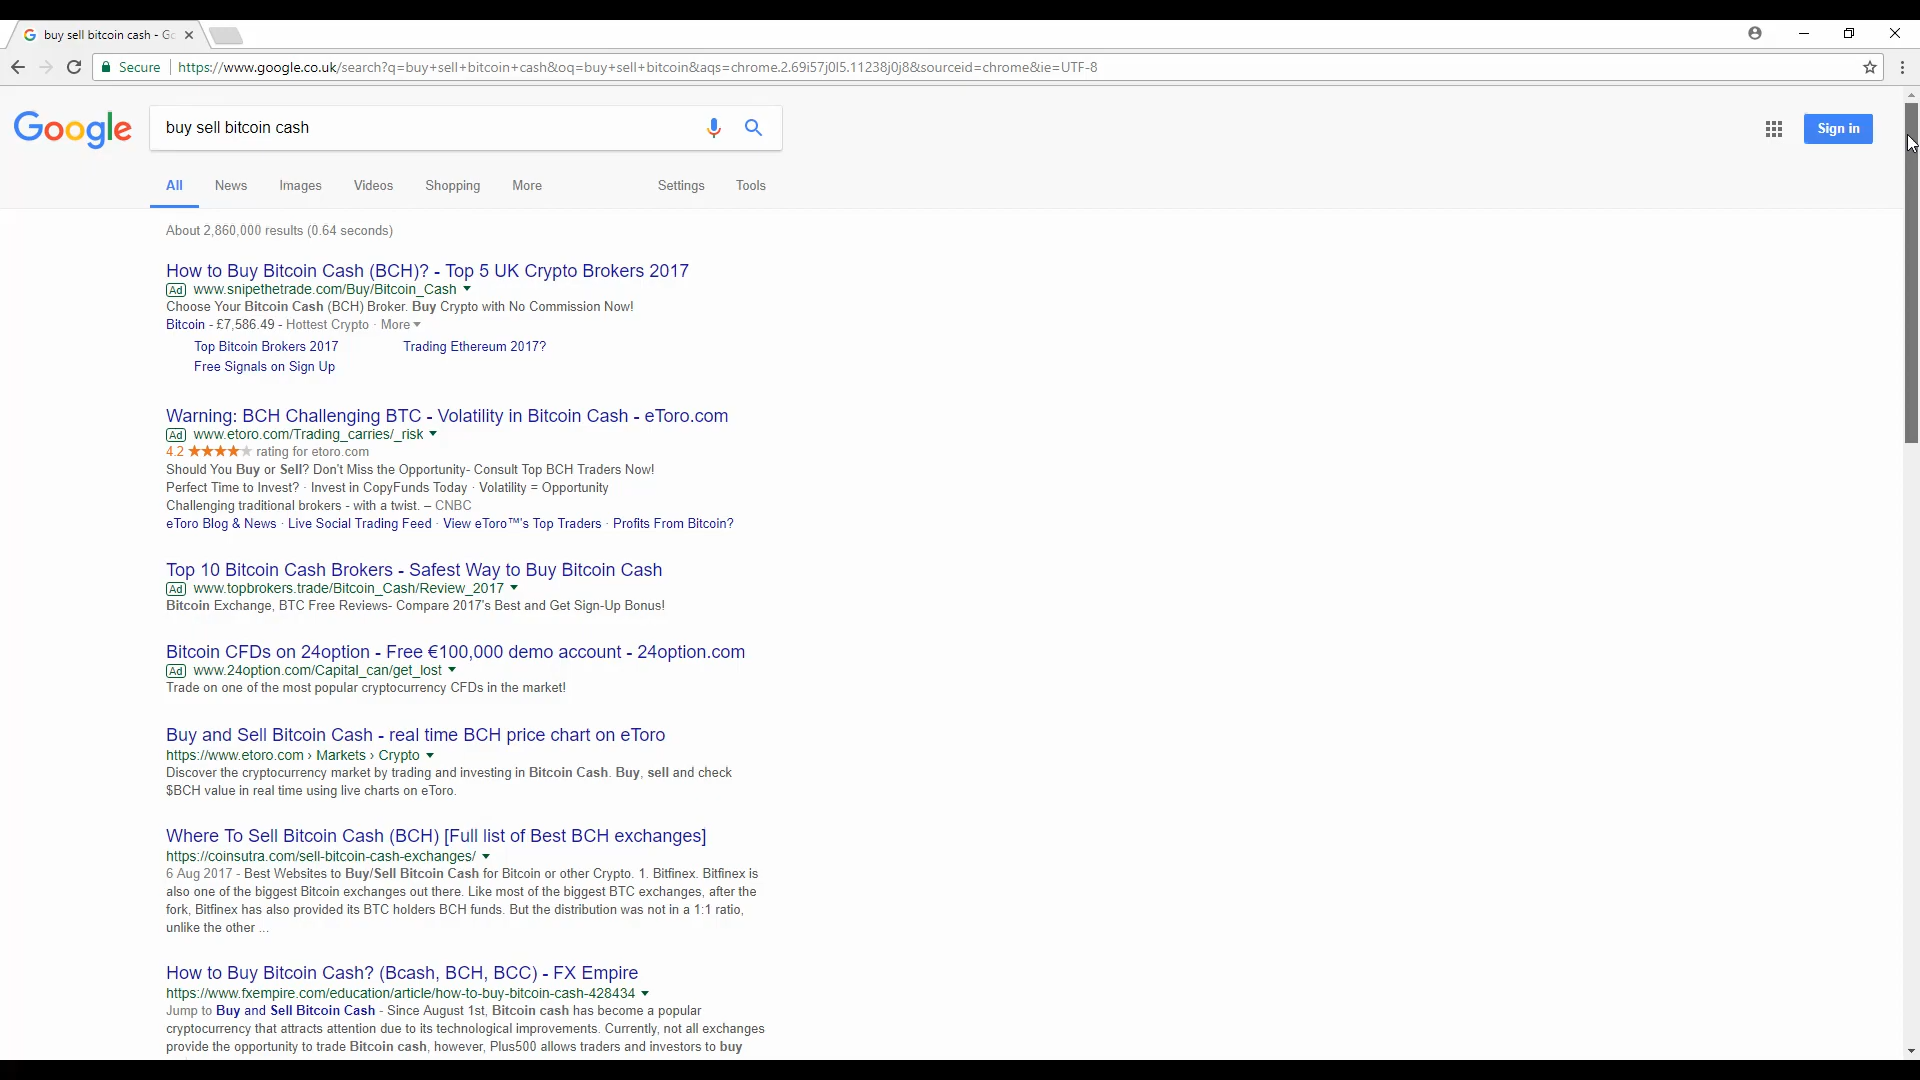 buy sell bitcoin cash - Go
Secure https://www.google.co.uk/search?q=buy+sell+bitcoin+cash&oq=buy+sell+bitcoin&aqs=chrome.2.69i57j0l5.11238j0j8&sourceid=chrome&ie=UTF-8
Google buy sell bitcoin cash Sign in
All News Images Videos Shopping More Settings Tools
About 2,860,000 results (0.64 seconds)
How to Buy Bitcoin Cash (BCH)? - Top 5 UK Crypto Brokers 2017
Ad www.snipethetrade.com/Buy/Bitcoin_Cash
Choose Your Bitcoin Cash (BCH) Broker. Buy Crypto with No Commission Now!
Bitcoin - £7,586.49 - Hottest Crypto · More
Top Bitcoin Brokers 2017 Trading Ethereum 2017?
Free Signals on Sign Up
Warning: BCH Challenging BTC - Volatility in Bitcoin Cash - eToro.com
Ad www.etoro.com/Trading_carries/_risk
4.2 ★★★★★ rating for etoro.com
Should You Buy or Sell? Don't Miss the Opportunity- Consult Top BCH Traders Now!
Perfect Time to Invest? · Invest in CopyFunds Today · Volatility = Opportunity
Challenging traditional brokers - with a twist. – CNBC
eToro Blog & News · Live Social Trading Feed · View eToro™'s Top Traders · Profits From Bitcoin?
Top 10 Bitcoin Cash Brokers - Safest Way to Buy Bitcoin Cash
Ad www.topbrokers.trade/Bitcoin_Cash/Review_2017
Bitcoin Exchange, BTC Free Reviews- Compare 2017's Best and Get Sign-Up Bonus!
Bitcoin CFDs on 24option - Free €100,000 demo account - 24option.com
Ad www.24option.com/Capital_can/get_lost
Trade on one of the most popular cryptocurrency CFDs in the market!
Buy and Sell Bitcoin Cash - real time BCH price chart on eToro
https://www.etoro.com › Markets › Crypto
Discover the cryptocurrency market by trading and investing in Bitcoin Cash. Buy, sell and check
$BCH value in real time using live charts on eToro.
Where To Sell Bitcoin Cash (BCH) [Full list of Best BCH exchanges]
https://coinsutra.com/sell-bitcoin-cash-exchanges/
6 Aug 2017 - Best Websites to Buy/Sell Bitcoin Cash for Bitcoin or other Crypto. 1. Bitfinex. Bitfinex is
also one of the biggest Bitcoin exchanges out there. Like most of the biggest BTC exchanges, after the
fork, Bitfinex has also provided its BTC holders BCH funds. But the distribution was not in a 1:1 ratio,
unlike the other ...
How to Buy Bitcoin Cash? (Bcash, BCH, BCC) - FX Empire
https://www.fxempire.com/education/article/how-to-buy-bitcoin-cash-428434
Jump to Buy and Sell Bitcoin Cash - Since August 1st, Bitcoin cash has become a popular
cryptocurrency that attracts attention due to its technological improvements. Currently, not all exchanges
provide the opportunity to trade Bitcoin cash, however, Plus500 allows traders and investors to buy